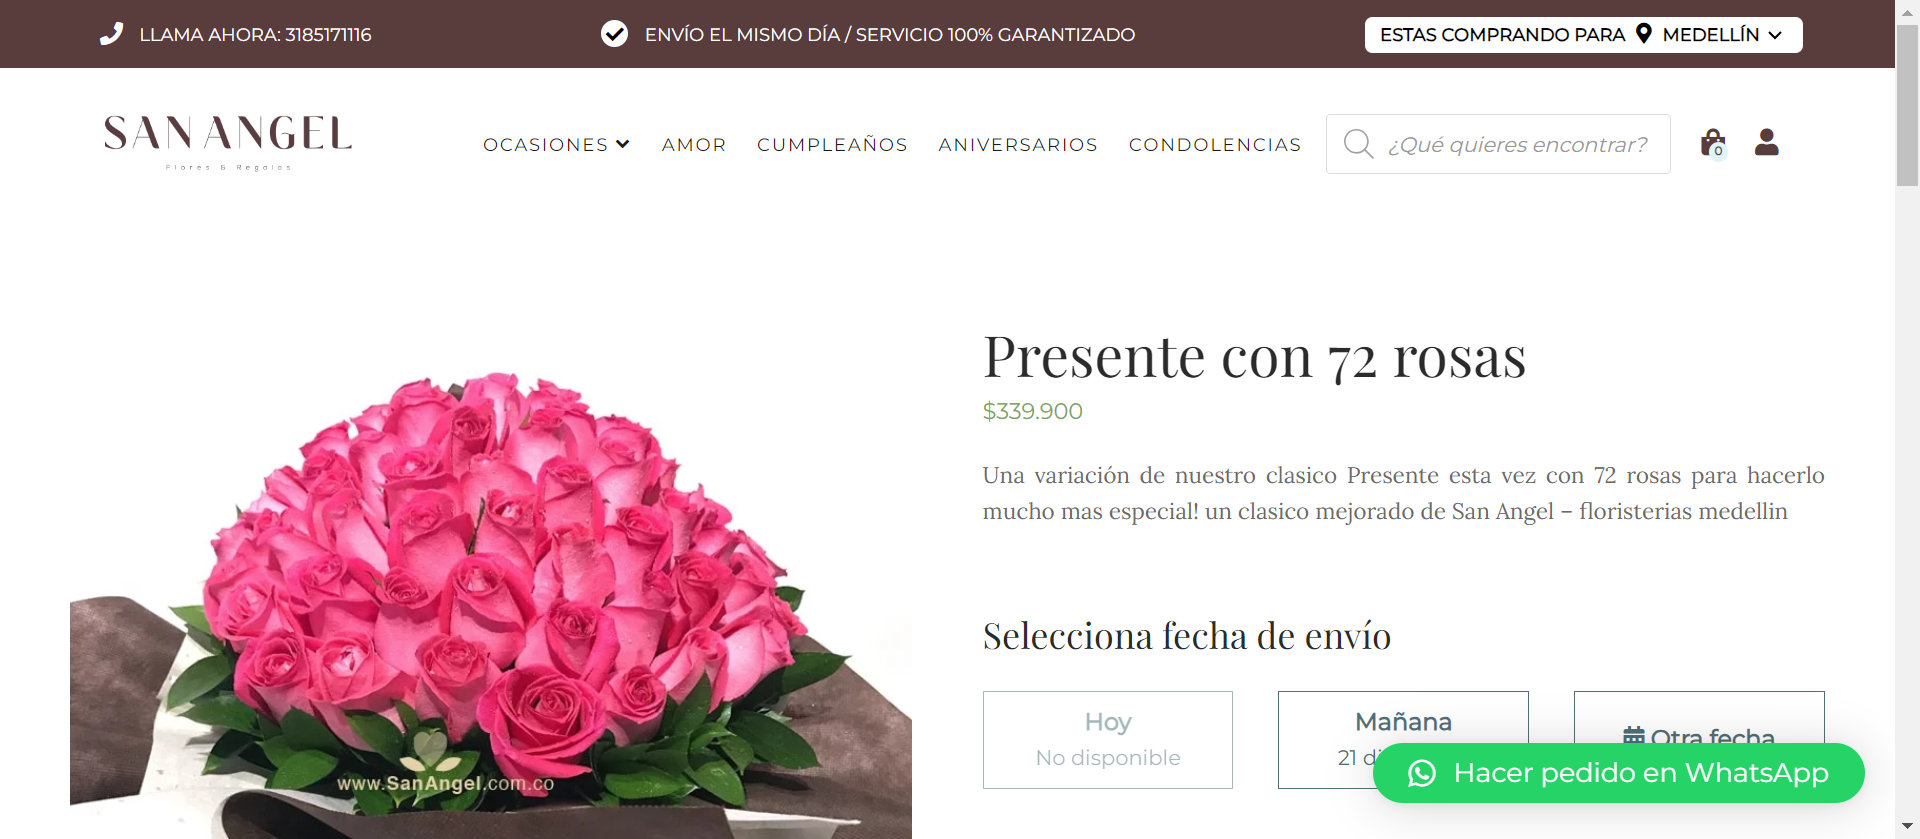 LLAMA AHORA: 3185171116
ENVÍO EL MISMO DÍA / SERVICIO 100% GARANTIZADO
ESTAS COMPRANDO PARA MEDELLÍN
SAN ANGEL
Flores & Regalos
OCASIONES
AMOR
CUMPLEAÑOS
ANIVERSARIOS
CONDOLENCIAS
¿Qué quieres encontrar?
0
Presente con 72 rosas
$339.900
Una variación de nuestro clasico Presente esta vez con 72 rosas para hacerlo
mucho mas especial! un clasico mejorado de San Angel – floristerias medellin
Selecciona fecha de envío
Hoy
No disponible
Mañana
21 di
Otra fecha
Hacer pedido en WhatsApp
www.SanAngel.com.co